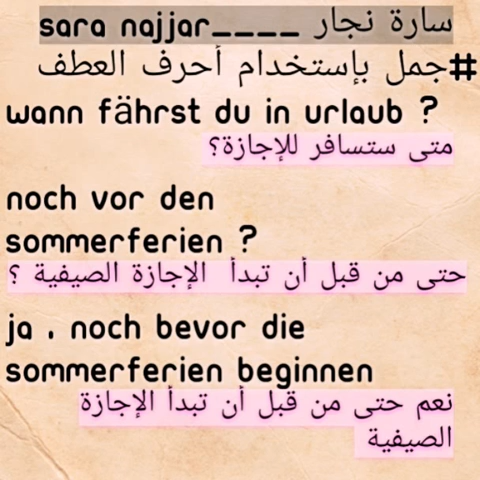 sara najjar____ سارة نجار
#جمل بإستخدام أحرف العطف
wann fährst du in urlaub ?
متى ستسافر للإجازة؟
noch vor den
sommerferien ?
حتى من قبل أن تبدأ الإجازة الصيفية ؟
ja . noch bevor die
sommerferien beginnen
نعم حتى من قبل أن تبدأ الإجازة
الصيفية